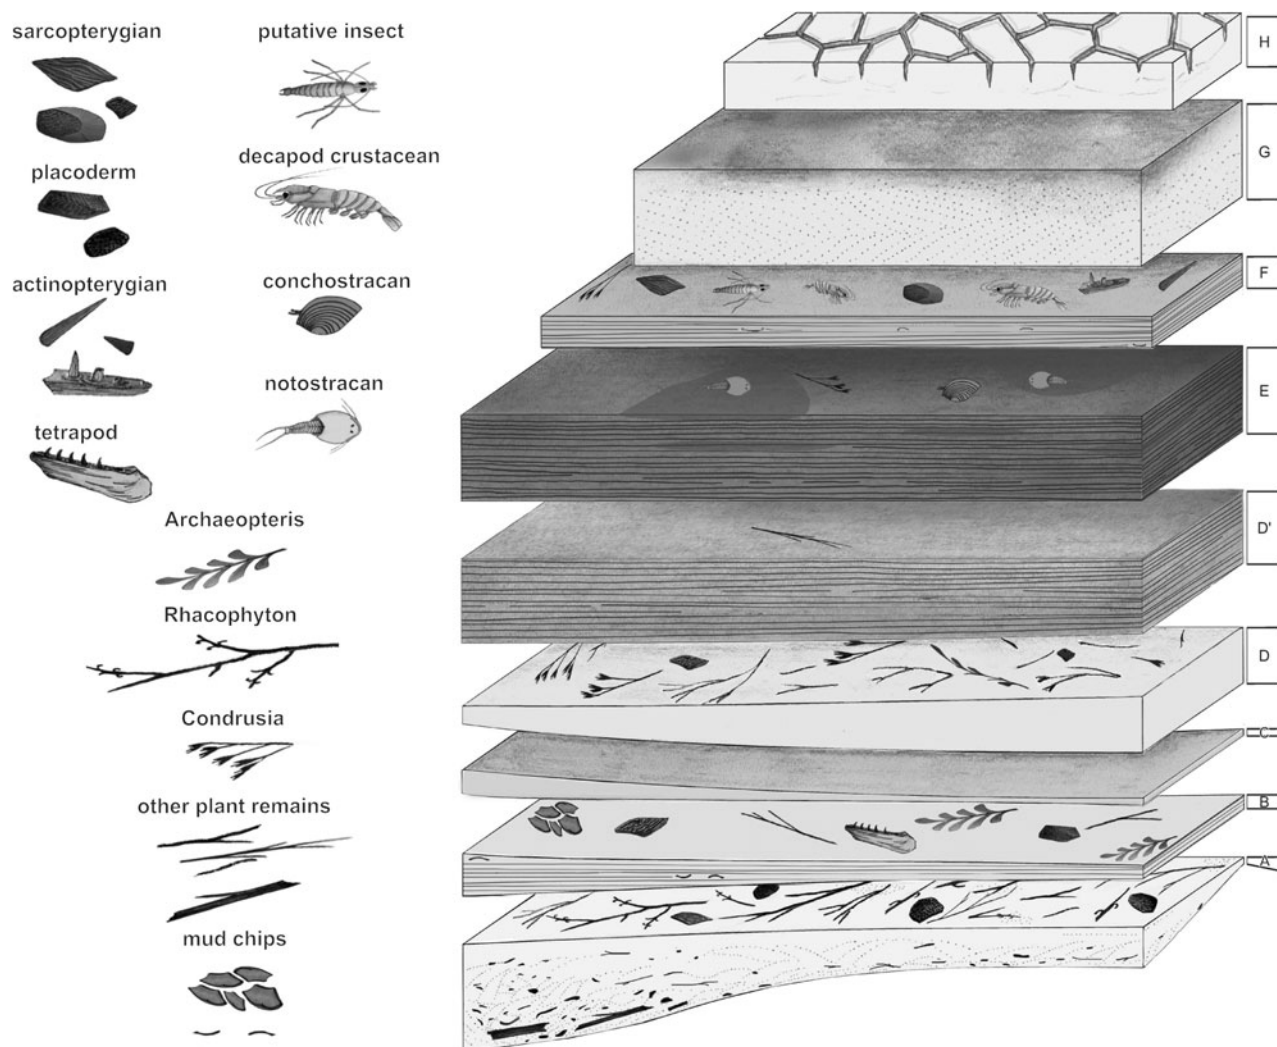 sarcopterygian
putative insect
placoderm
decapod crustacean
actinopterygian
conchostracan
tetrapod
notostracan
Archaeopteris
Rhacophyton
Condrusia
other plant remains
mud chips
H
G
F
E
D'
D
C
B
A